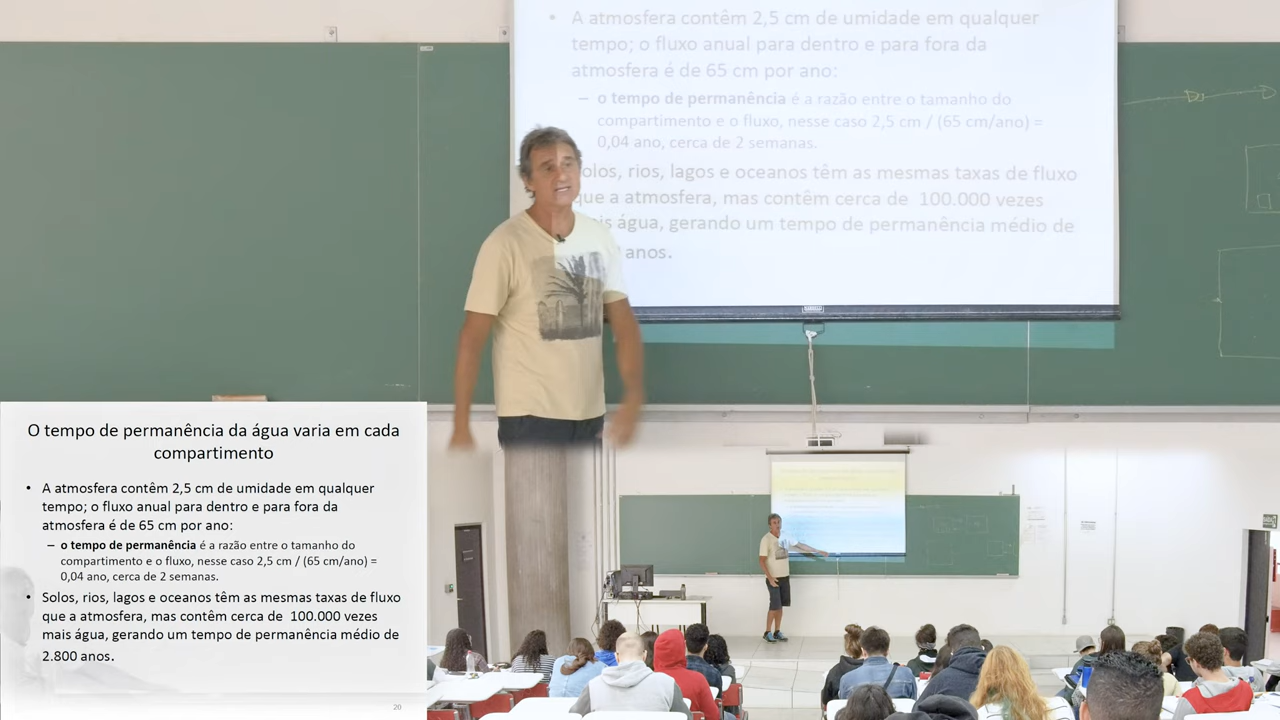 • A atmosfera contêm 2,5 cm de umidade em qualquer
tempo; o fluxo anual para dentro e para fora da
atmosfera é de 65 cm por ano:
– o tempo de permanência é a razão entre o tamanho do
compartimento e o fluxo, nesse caso 2,5 cm / (65 cm/ano) =
0,04 ano, cerca de 2 semanas.
olos, rios, lagos e oceanos têm as mesmas taxas de fluxo
que a atmosfera, mas contêm cerca de 100.000 vezes
s água, gerando um tempo de permanência médio de
anos.
O tempo de permanência da água varia em cada
compartimento
• A atmosfera contêm 2,5 cm de umidade em qualquer
tempo; o fluxo anual para dentro e para fora da
atmosfera é de 65 cm por ano:
– o tempo de permanência é a razão entre o tamanho do
compartimento e o fluxo, nesse caso 2,5 cm / (65 cm/ano) =
0,04 ano, cerca de 2 semanas.
• Solos, rios, lagos e oceanos têm as mesmas taxas de fluxo
que a atmosfera, mas contêm cerca de 100.000 vezes
mais água, gerando um tempo de permanência médio de
2.800 anos.
20